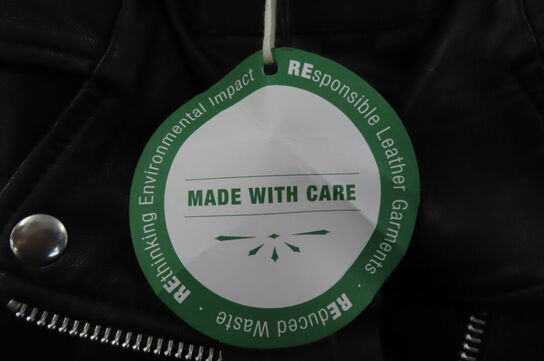 REsponsible Leather Garments · REduced Waste · REthinking Environmental Impact ·
MADE WITH CARE